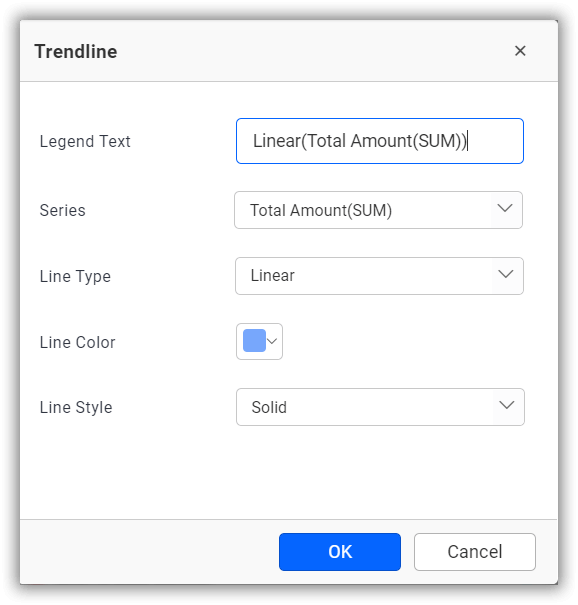 Trendline
Legend Text
Linear(Total Amount(SUM))
Series
Total Amount(SUM)
Line Type
Linear
Line Color
Line Style
Solid
OK
Cancel